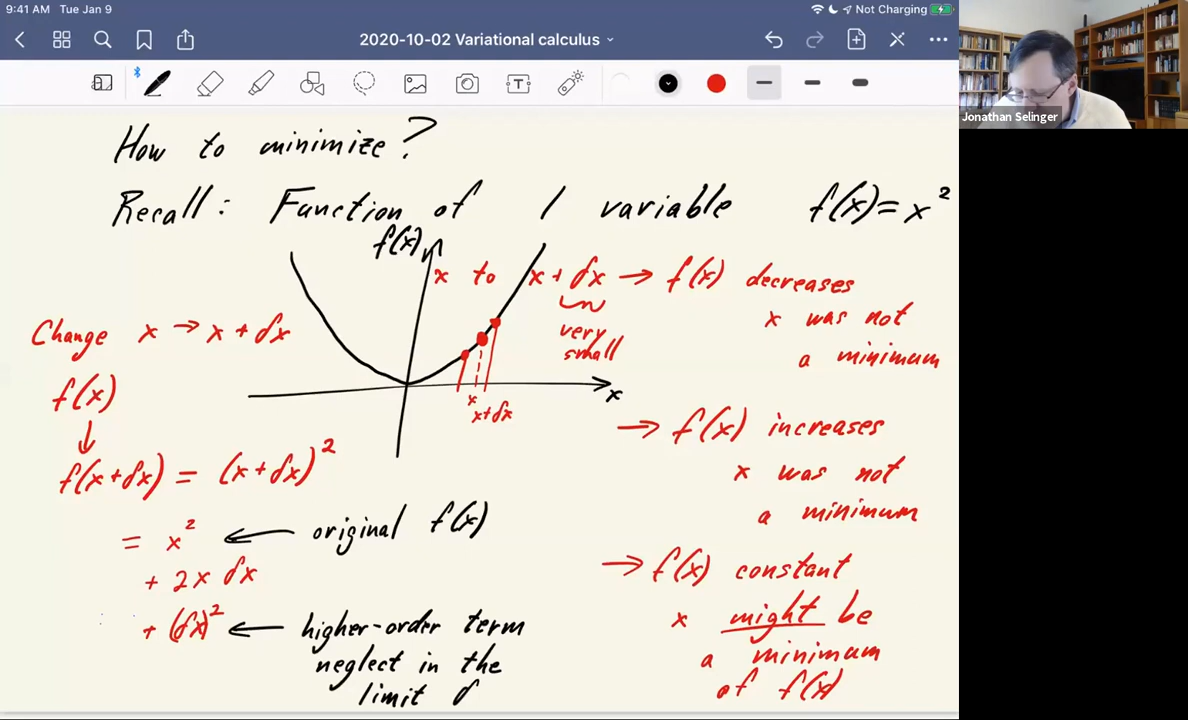 9:41 AM Tue Jan 9
Not Charging
2020-10-02 Variational calculus
Jonathan Selinger
How to minimize?
Recall: Function of 1 variable f(x)=x²
f(x)
x to x + δx → f(x) decreases
very small
x was not
a minimum
Change x → x + δx
x
x
x+δx
f(x)
↓
f(x+δx) = (x+δx)²
= x² ← original f(x)
+ 2x δx
+ (δx)² ← higher-order term
neglect in the
limit δ
→ f(x) increases
x was not
a minimum
→ f(x) constant
x might be
a minimum
of f(x)